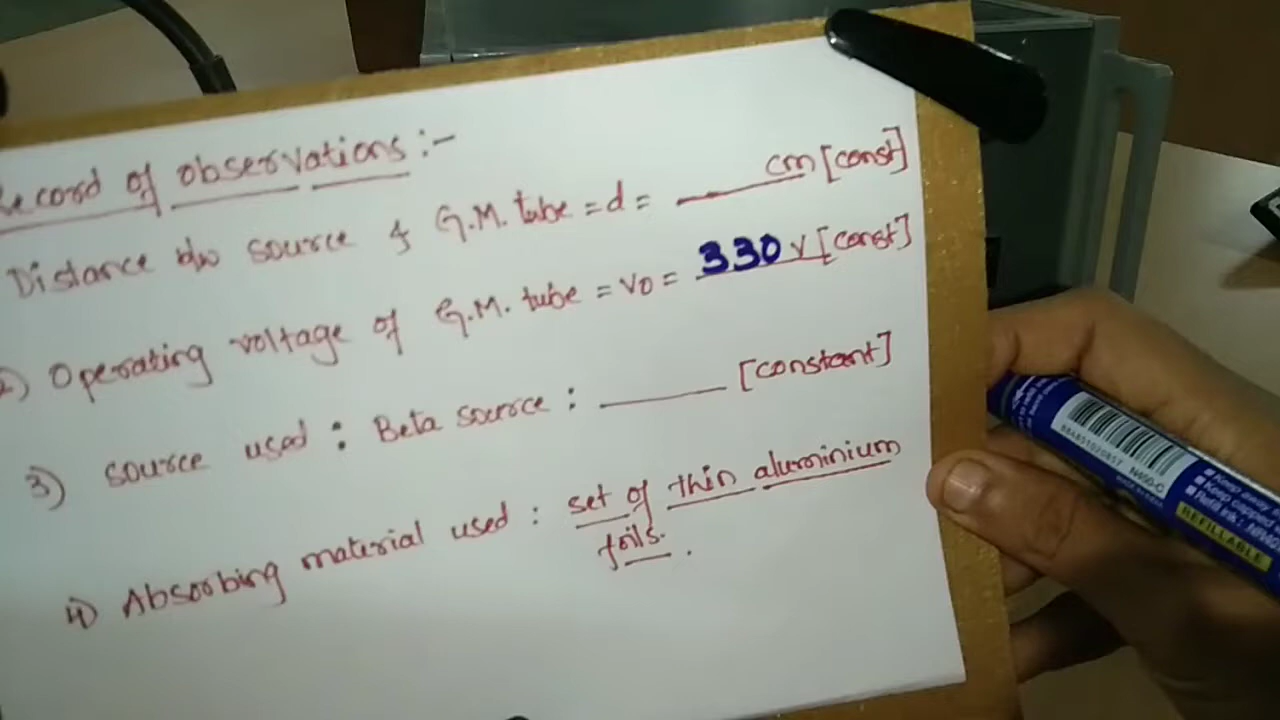 Record of observations :-
Distance b/w source & G.M. tube = d = ____ cm [const]
2) Operating voltage of G.M. tube = V0 = 330 V [const]
3) source used : Beta source : ____ [constant]
4) Absorbing material used : set of thin aluminium
foils.
REFILLABLE